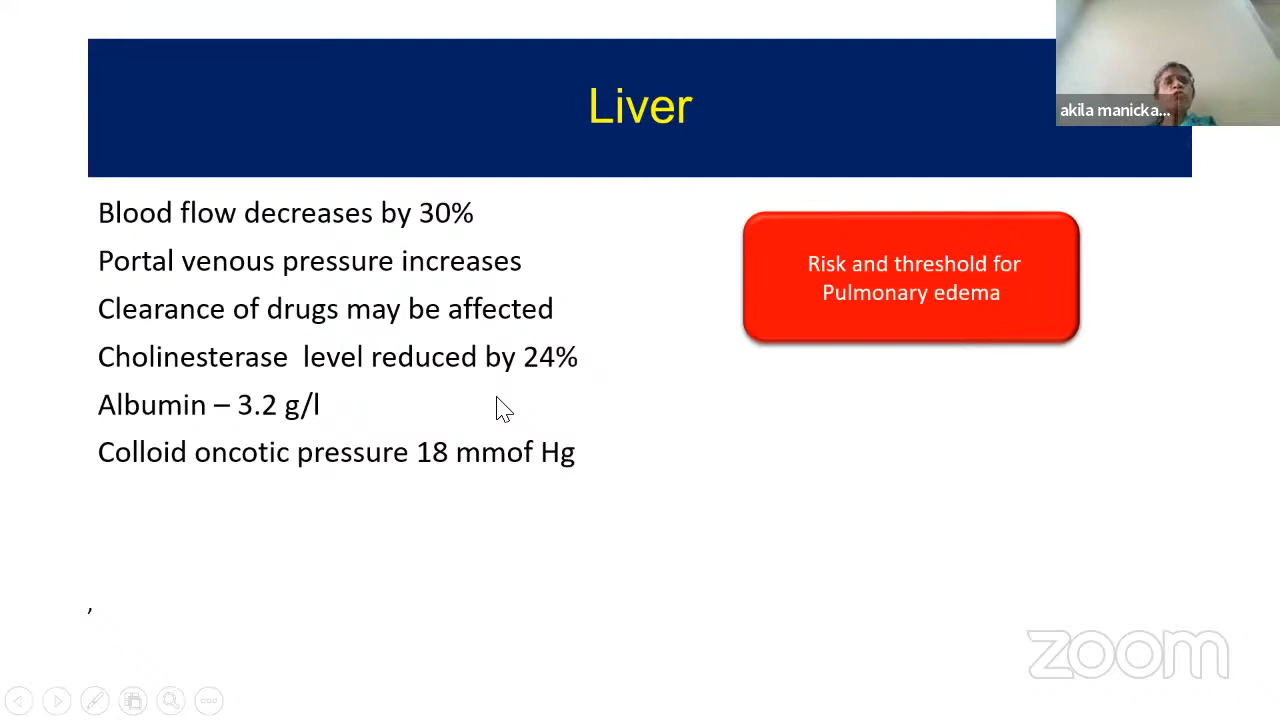 Liver
akila manicka...
Blood flow decreases by 30%
Portal venous pressure increases
Clearance of drugs may be affected
Cholinesterase  level reduced by 24%
Albumin – 3.2 g/l
Colloid oncotic pressure 18 mmof Hg
Risk and threshold for
Pulmonary edema
,
zoom